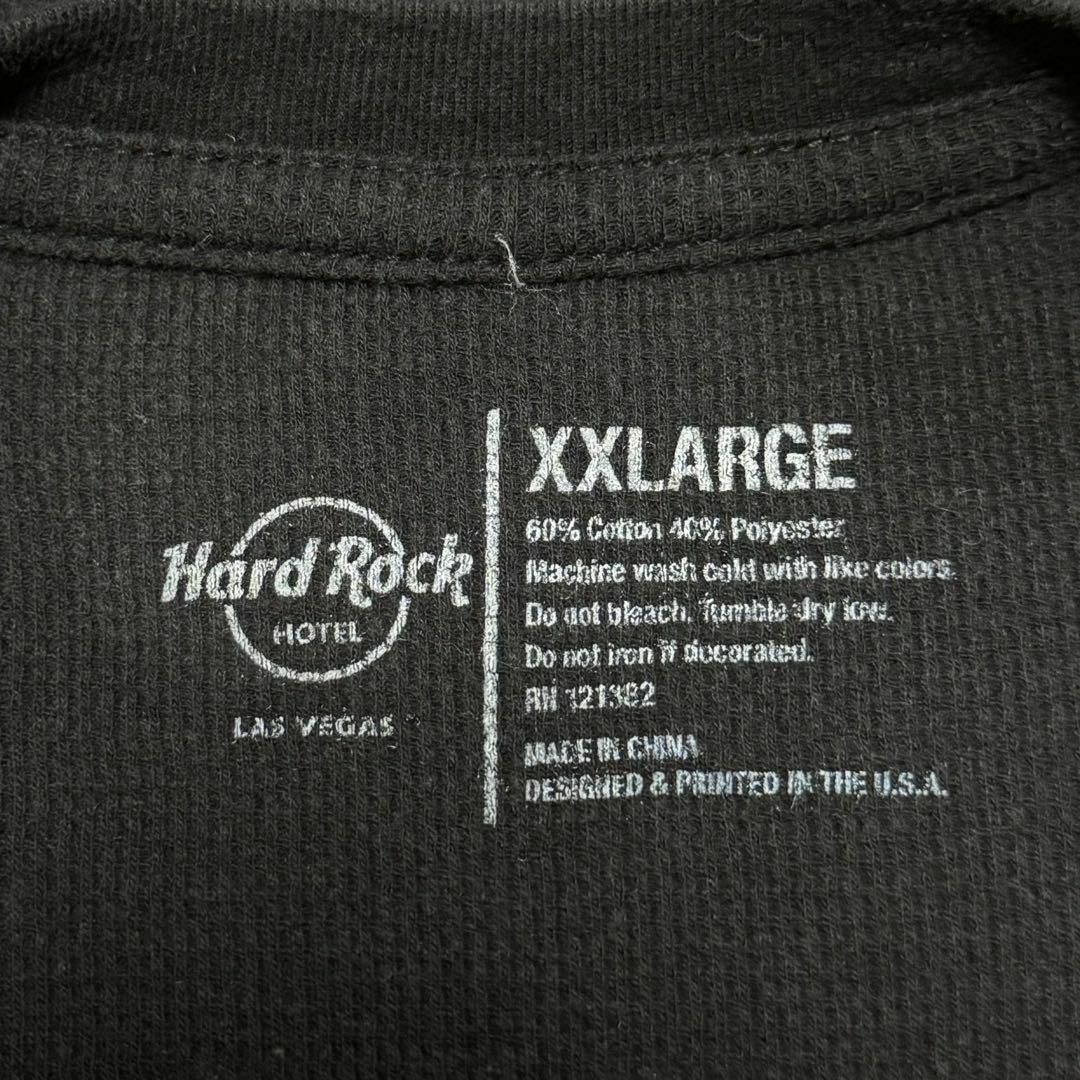 Hard Rock
HOTEL
LAS VEGAS
XXLARGE
60% Cotton 40% Polyester
Machine wash cold with like colors.
Do not bleach. Tumble dry low.
Do not iron if decorated.
RN 121382
MADE IN CHINA
DESIGNED & PRINTED IN THE U.S.A.